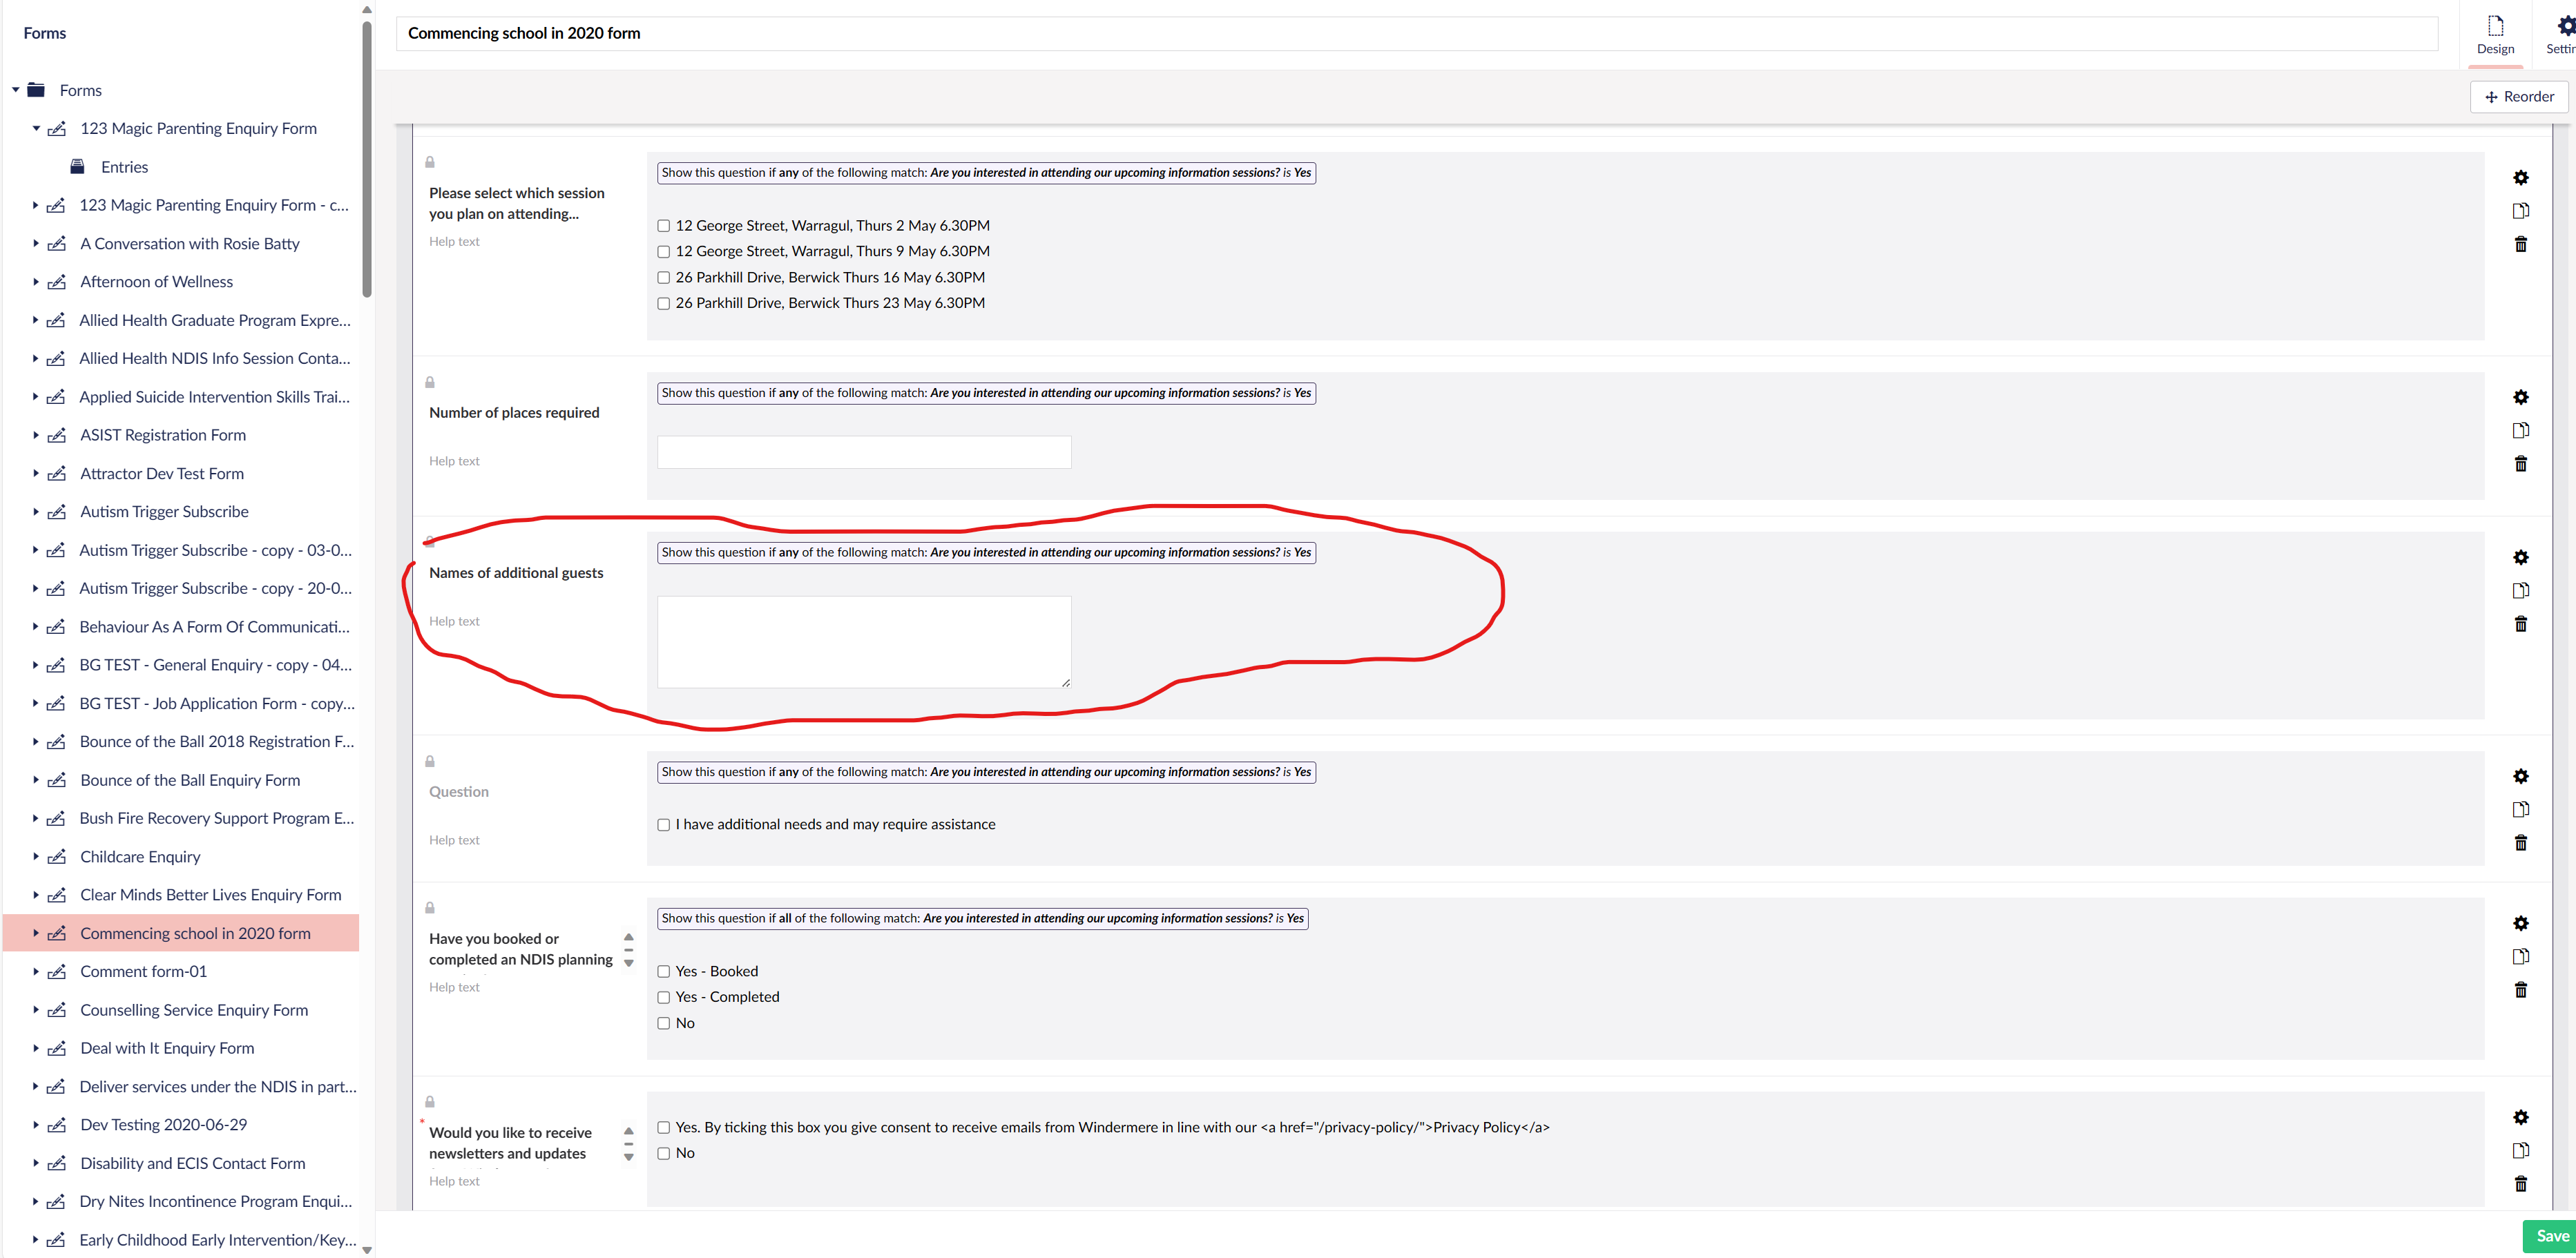 Forms
Forms
123 Magic Parenting Enquiry Form
Entries
123 Magic Parenting Enquiry Form - c...
A Conversation with Rosie Batty
Afternoon of Wellness
Allied Health Graduate Program Expre...
Allied Health NDIS Info Session Conta...
Applied Suicide Intervention Skills Trai...
ASIST Registration Form
Attractor Dev Test Form
Autism Trigger Subscribe
Autism Trigger Subscribe - copy - 03-0...
Autism Trigger Subscribe - copy - 20-0...
Behaviour As A Form Of Communicati...
BG TEST - General Enquiry - copy - 04...
BG TEST - Job Application Form - copy...
Bounce of the Ball 2018 Registration F...
Bounce of the Ball Enquiry Form
Bush Fire Recovery Support Program E...
Childcare Enquiry
Clear Minds Better Lives Enquiry Form
Commencing school in 2020 form
Comment form-01
Counselling Service Enquiry Form
Deal with It Enquiry Form
Deliver services under the NDIS in part...
Dev Testing 2020-06-29
Disability and ECIS Contact Form
Dry Nites Incontinence Program Enqui...
Early Childhood Early Intervention/Key...
Commencing school in 2020 form
Design
Settin
Reorder
Please select which session
you plan on attending...
Help text
Show this question if any of the following match: Are you interested in attending our upcoming information sessions? is Yes
12 George Street, Warragul, Thurs 2 May 6.30PM
12 George Street, Warragul, Thurs 9 May 6.30PM
26 Parkhill Drive, Berwick Thurs 16 May 6.30PM
26 Parkhill Drive, Berwick Thurs 23 May 6.30PM
Number of places required
Help text
Show this question if any of the following match: Are you interested in attending our upcoming information sessions? is Yes
Names of additional guests
Help text
Show this question if any of the following match: Are you interested in attending our upcoming information sessions? is Yes
Question
Help text
Show this question if any of the following match: Are you interested in attending our upcoming information sessions? is Yes
I have additional needs and may require assistance
Have you booked or
completed an NDIS planning
Help text
Show this question if all of the following match: Are you interested in attending our upcoming information sessions? is Yes
Yes - Booked
Yes - Completed
No
* Would you like to receive
newsletters and updates
Help text
Yes. By ticking this box you give consent to receive emails from Windermere in line with our <a href="/privacy-policy/">Privacy Policy</a>
No
Save